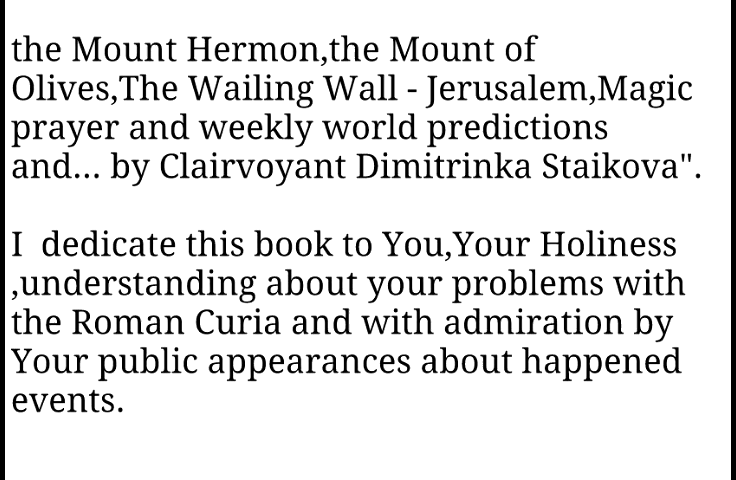 the Mount Hermon,the Mount of
Olives,The Wailing Wall - Jerusalem,Magic
prayer and weekly world predictions
and... by Clairvoyant Dimitrinka Staikova".
I  dedicate this book to You,Your Holiness
,understanding about your problems with
the Roman Curia and with admiration by
Your public appearances about happened
events.